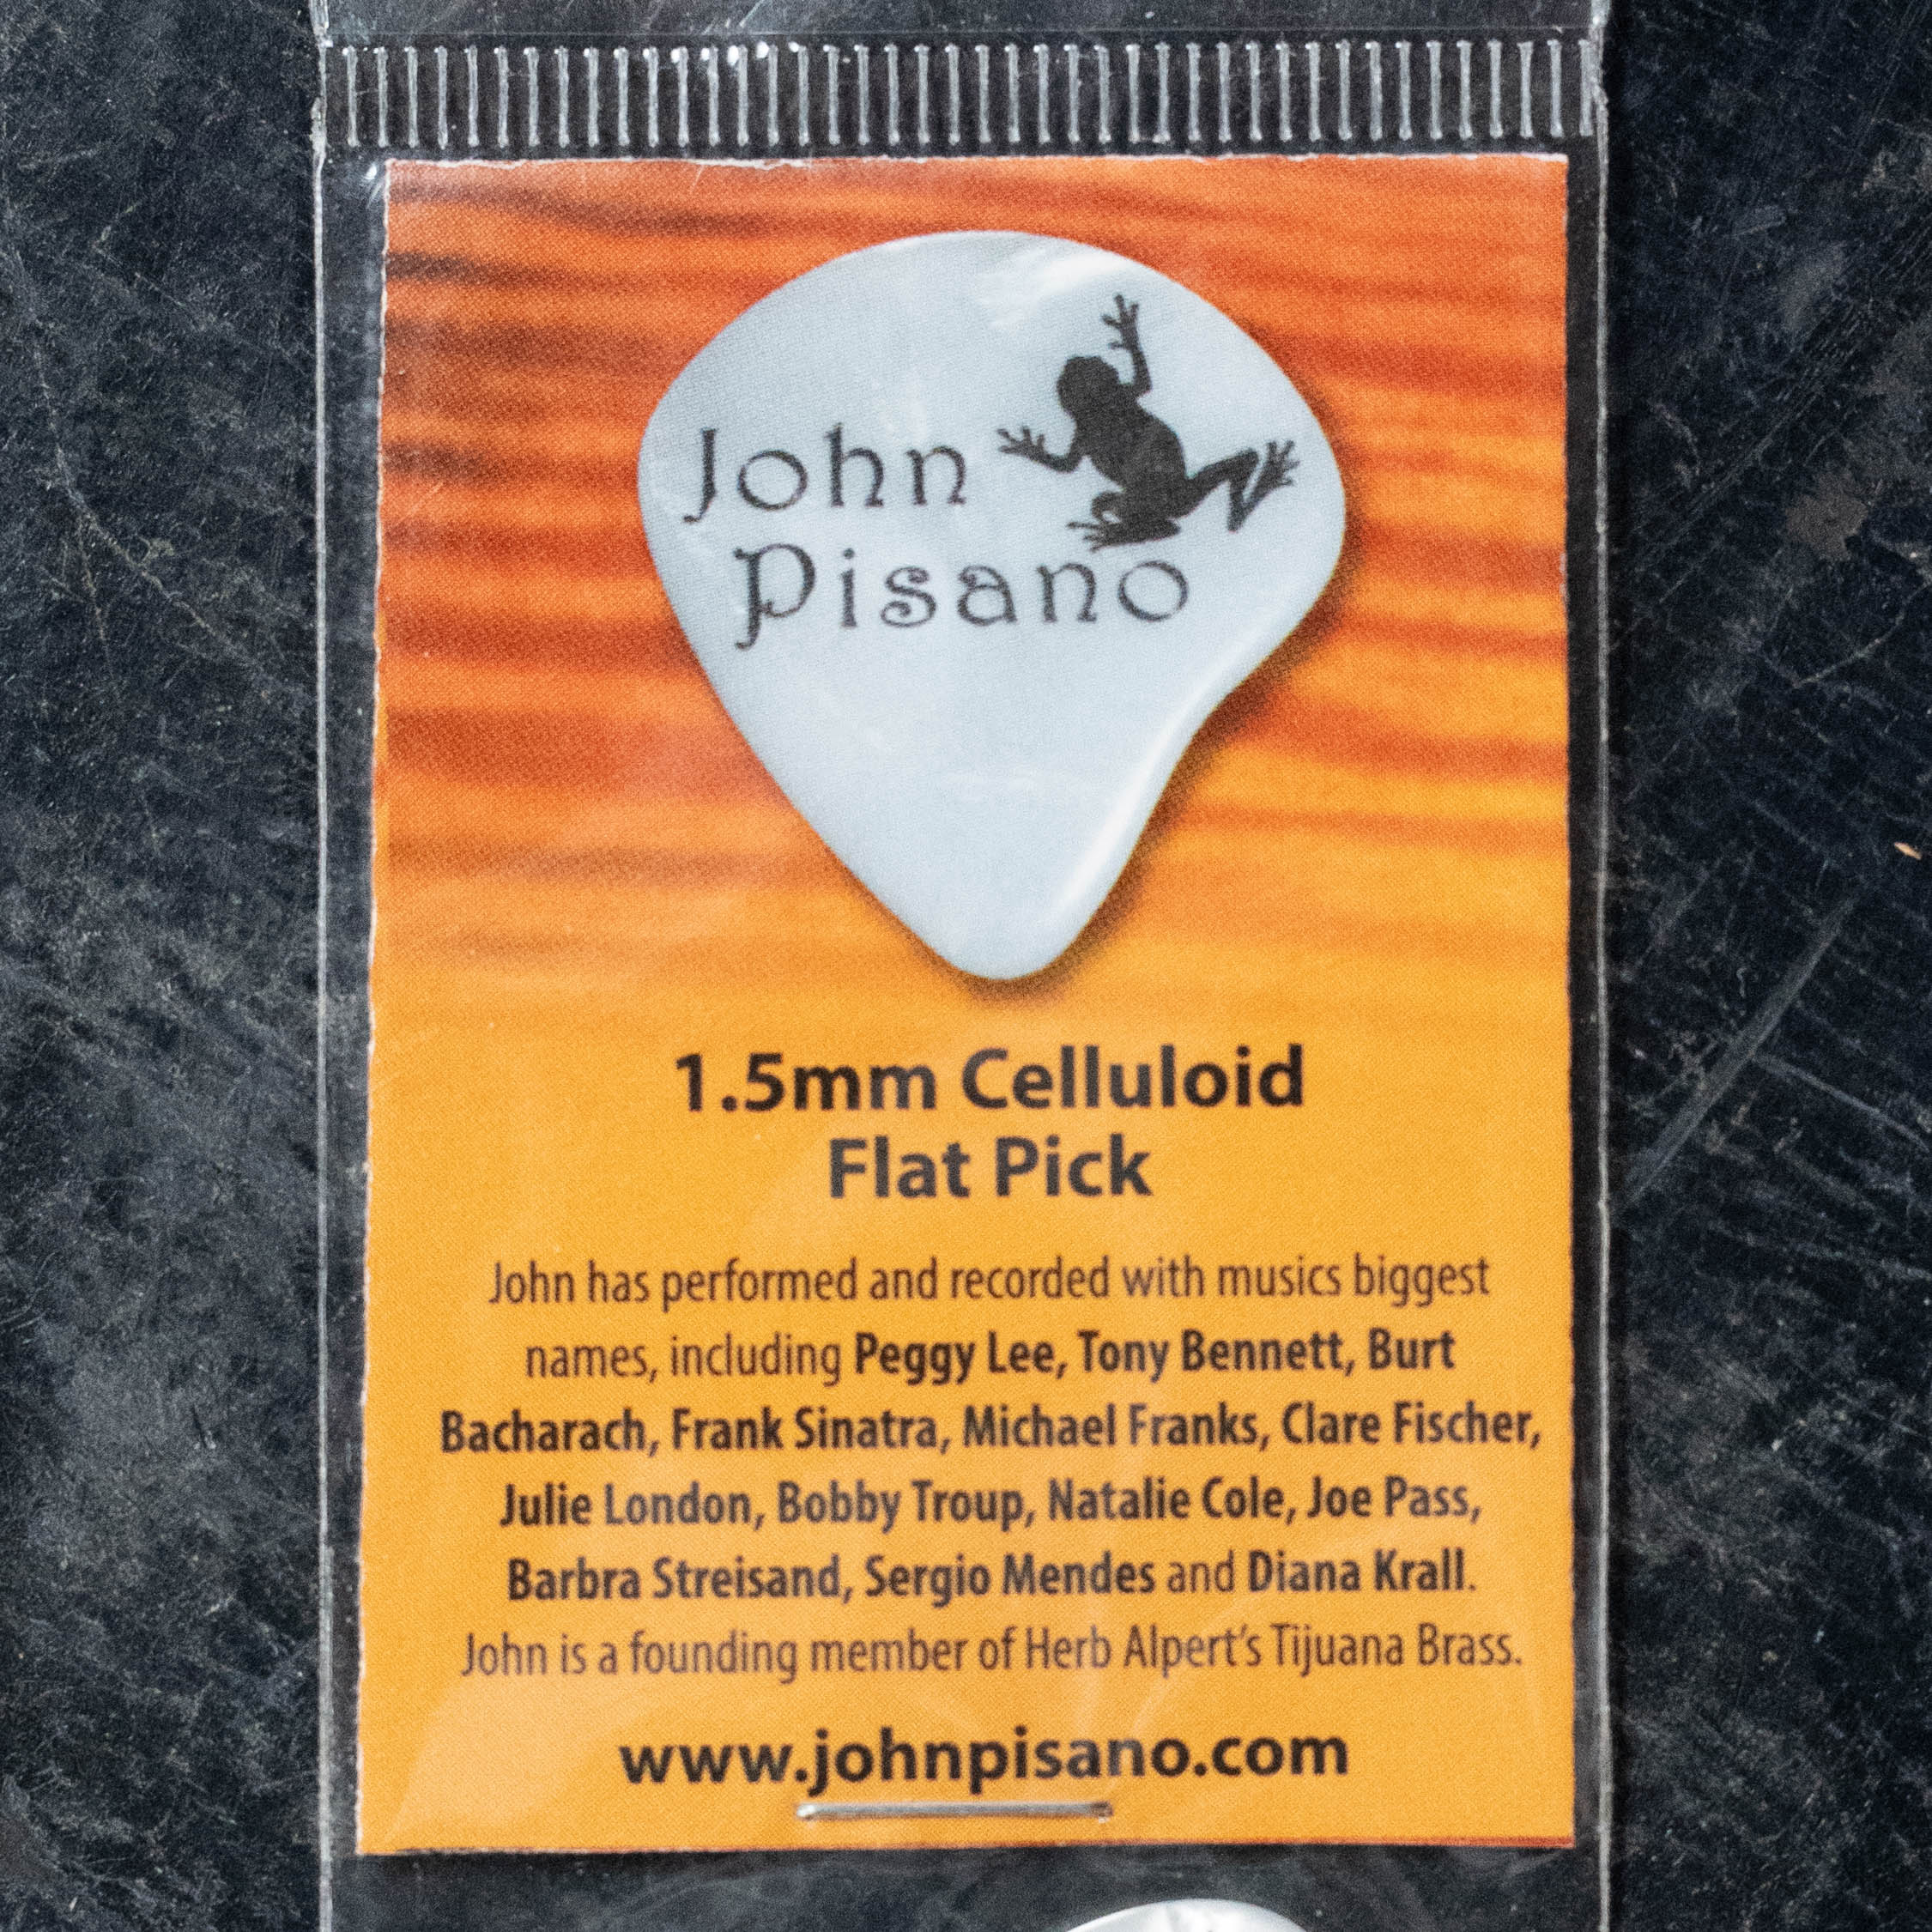 John
Pisano
1.5mm Celluloid
Flat Pick
John has performed and recorded with musics biggest
names, including Peggy Lee, Tony Bennett, Burt
Bacharach, Frank Sinatra, Michael Franks, Clare Fischer,
Julie London, Bobby Troup, Natalie Cole, Joe Pass,
Barbra Streisand, Sergio Mendes and Diana Krall.
John is a founding member of Herb Alpert’s Tijuana Brass.
www.johnpisano.com